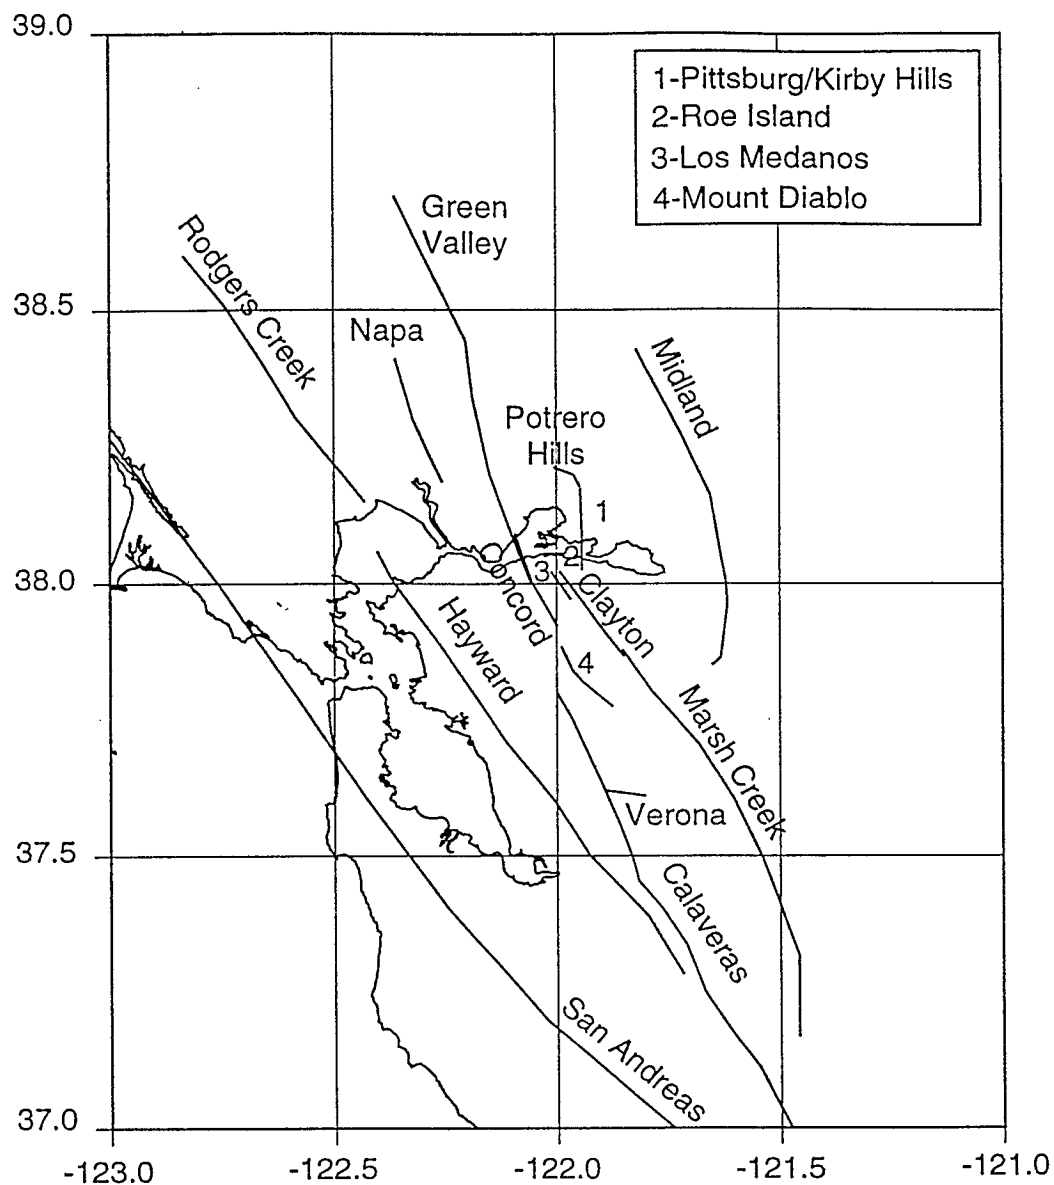 39.0
1-Pittsburg/Kirby Hills
2-Roe Island
3-Los Medanos
4-Mount Diablo
Green
Valley
Rodgers Creek
38.5
Napa
Midland
Potrero
Hills
1
2
3
38.0
Concord
Clayton
Hayward
4
Marsh Creek
Verona
37.5
Calaveras
San Andreas
37.0
-123.0
-122.5
-122.0
-121.5
-121.0